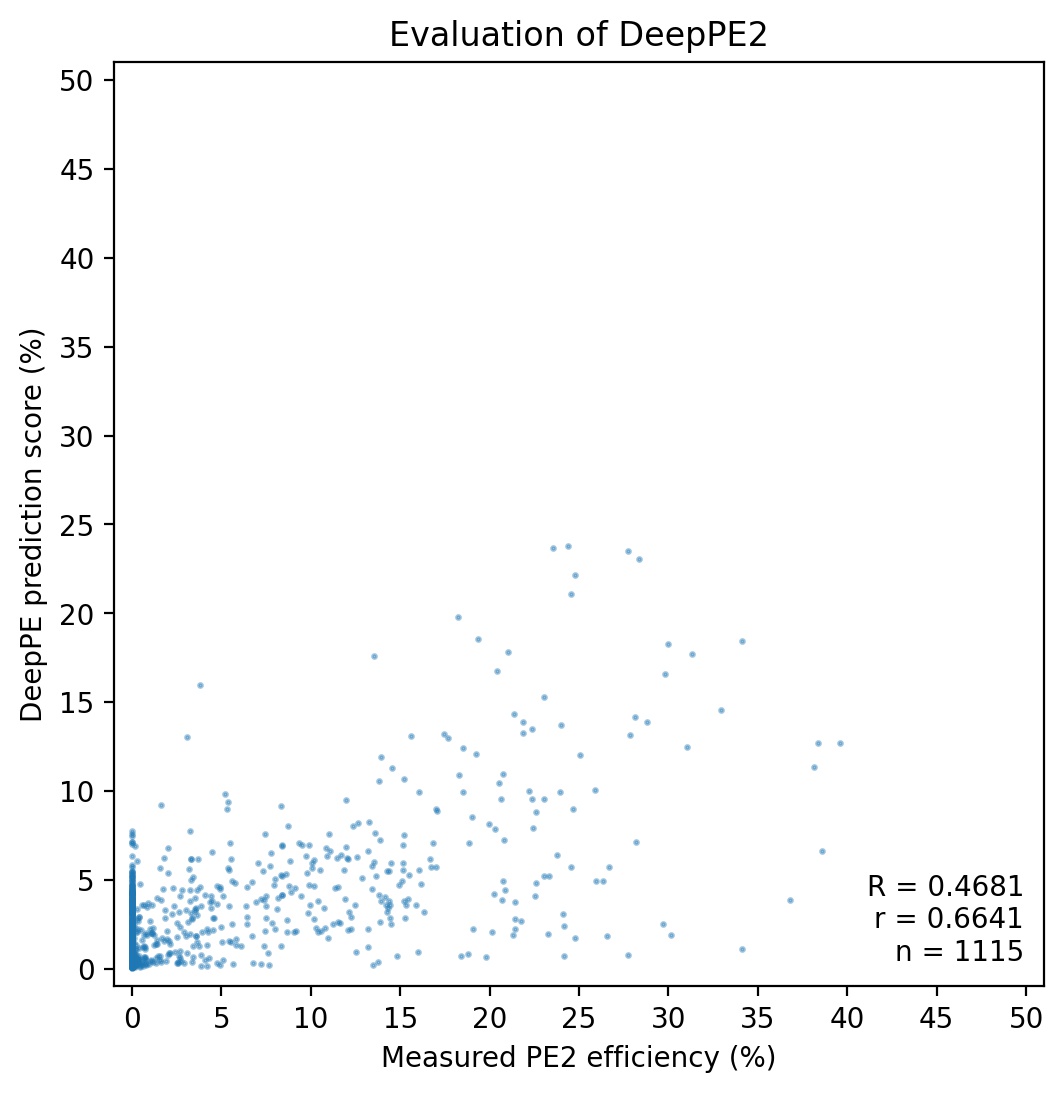 Evaluation of DeepPE2
DeepPE prediction score (%)
50
45
40
35
30
25
20
15
10
5
0
R = 0.4681
r = 0.6641
n = 1115
0 5 10 15 20 25 30 35 40 45 50
Measured PE2 efficiency (%)